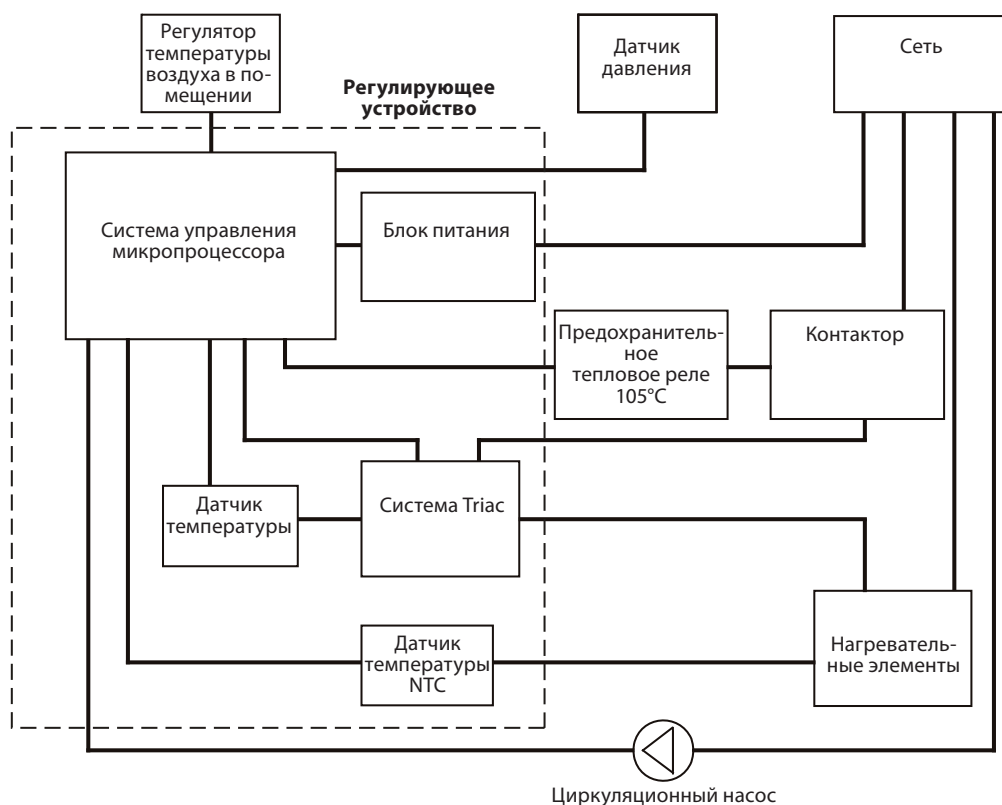 Регулятор
температуры
воздуха в по-
мещении
Датчик
давления
Сеть
Регулирующее
устройство
Система управления
микропроцессора
Блок питания
Предохранитель-
ное
тепловое реле
105°C
Контактор
Датчик
температуры
Система Triac
Датчик
температуры
NTC
Нагреватель-
ные элементы
Циркуляционный насос